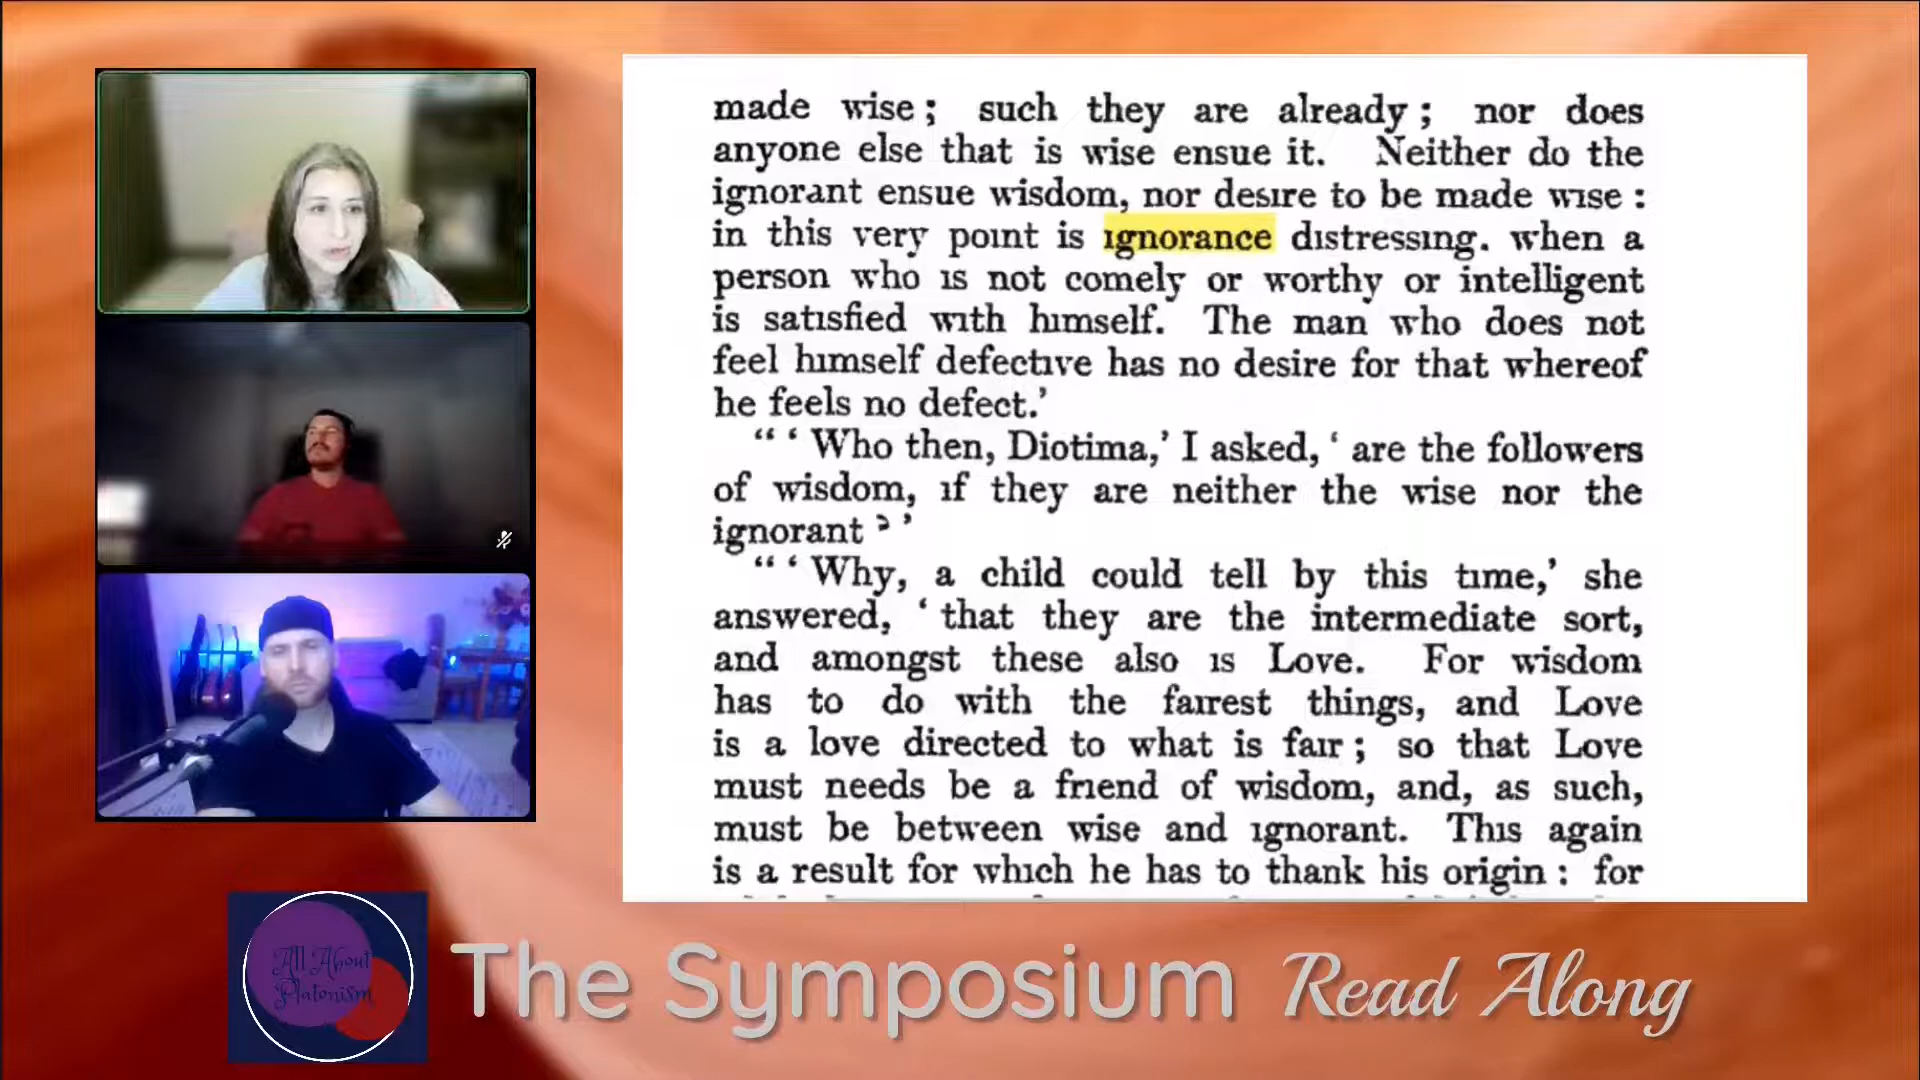 made wise; such they are already; nor does
anyone else that is wise ensue it. Neither do the
ignorant ensue wisdom, nor desire to be made wise:
in this very point is ignorance distressing. when a
person who is not comely or worthy or intelligent
is satisfied with himself. The man who does not
feel himself defective has no desire for that whereof
he feels no defect.’
“‘Who then, Diotima,’ I asked, ‘are the followers
of wisdom, if they are neither the wise nor the
ignorant?’
“‘Why, a child could tell by this time,’ she
answered, ‘that they are the intermediate sort,
and amongst these also is Love. For wisdom
has to do with the fairest things, and Love
is a love directed to what is fair; so that Love
must needs be a friend of wisdom, and, as such,
must be between wise and ignorant. This again
is a result for which he has to thank his origin: for
All About
Platonism
The Symposium Read Along